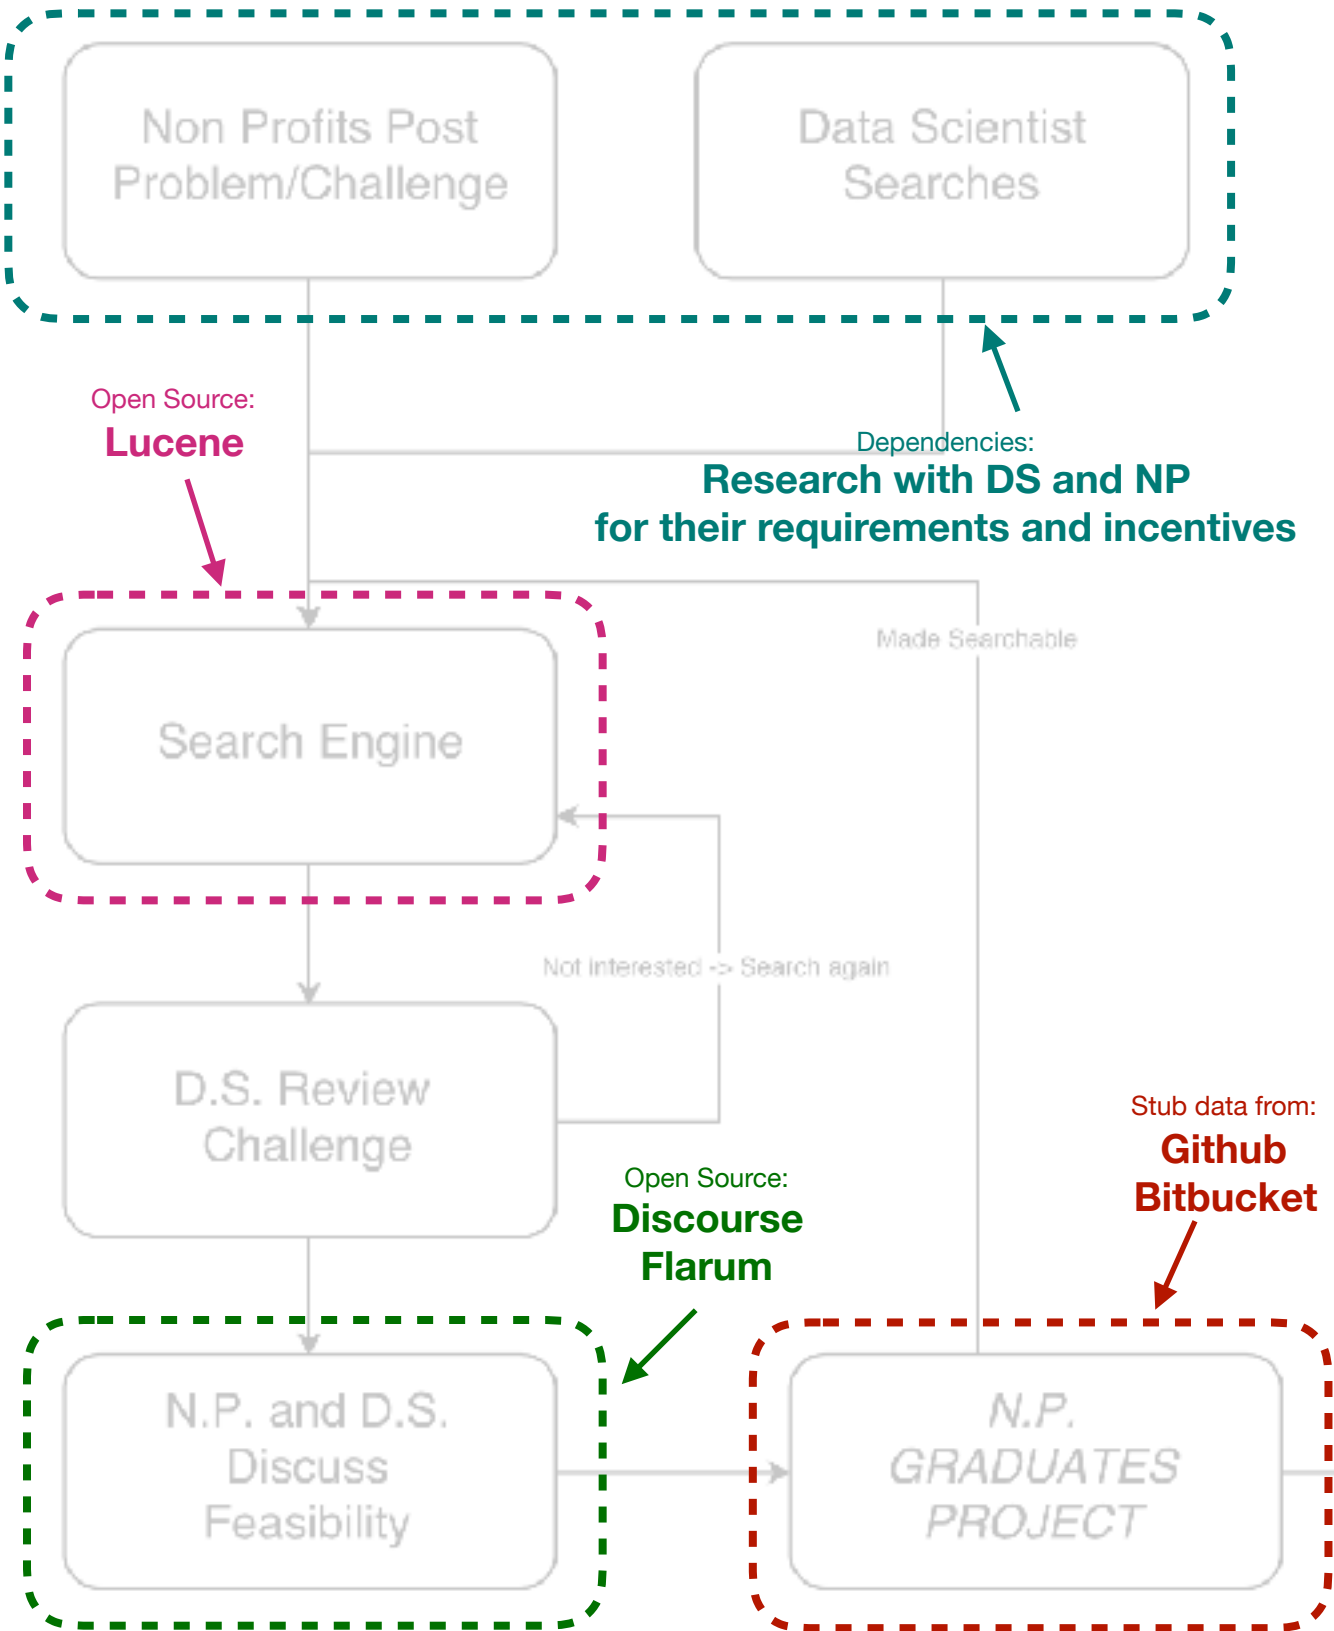 Non Profits Post
Problem/Challenge
Data Scientist
Searches
Open Source:
Lucene
Dependencies:
Research with DS and NP
for their requirements and incentives
Made Searchable
Search Engine
Not interested -> Search again
D.S. Review
Challenge
Open Source:
Discourse
Flarum
Stub data from:
Github
Bitbucket
N.P. and D.S.
Discuss
Feasibility
N.P.
GRADUATES
PROJECT